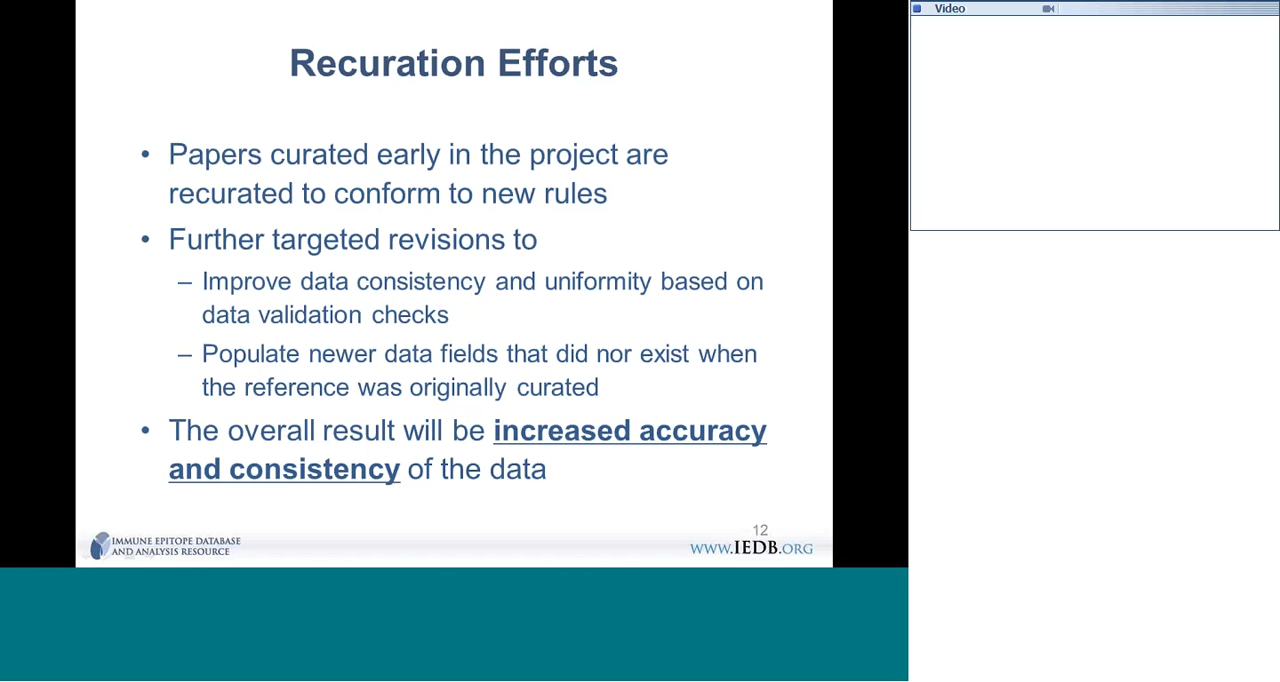 Video
Recuration Efforts
• Papers curated early in the project are
recurated to conform to new rules
• Further targeted revisions to
– Improve data consistency and uniformity based on
data validation checks
– Populate newer data fields that did nor exist when
the reference was originally curated
• The overall result will be increased accuracy
and consistency of the data
12
IMMUNE EPITOPE DATABASE
AND ANALYSIS RESOURCE
WWW.IEDB.ORG